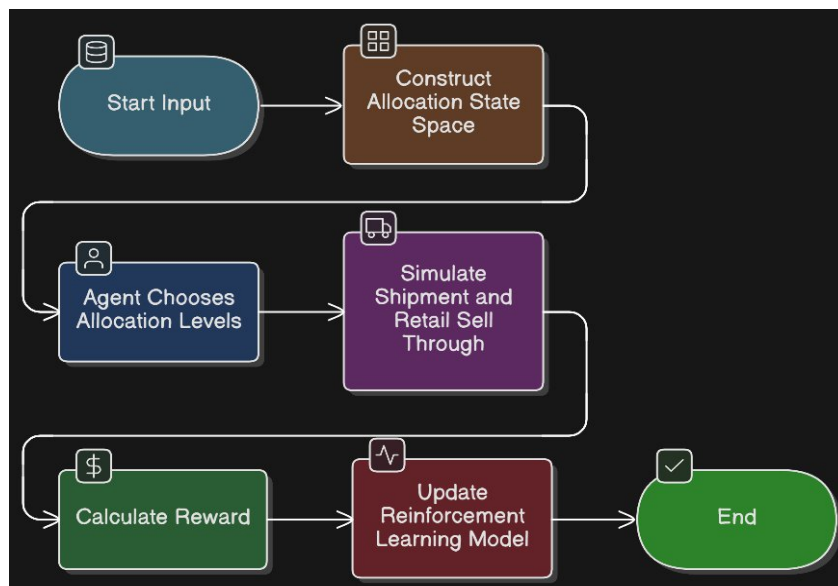 Start Input
Construct
Allocation State
Space
Agent Chooses
Allocation Levels
Simulate
Shipment and
Retail Sell
Through
$
Calculate Reward
Update
Reinforcement
Learning Model
End